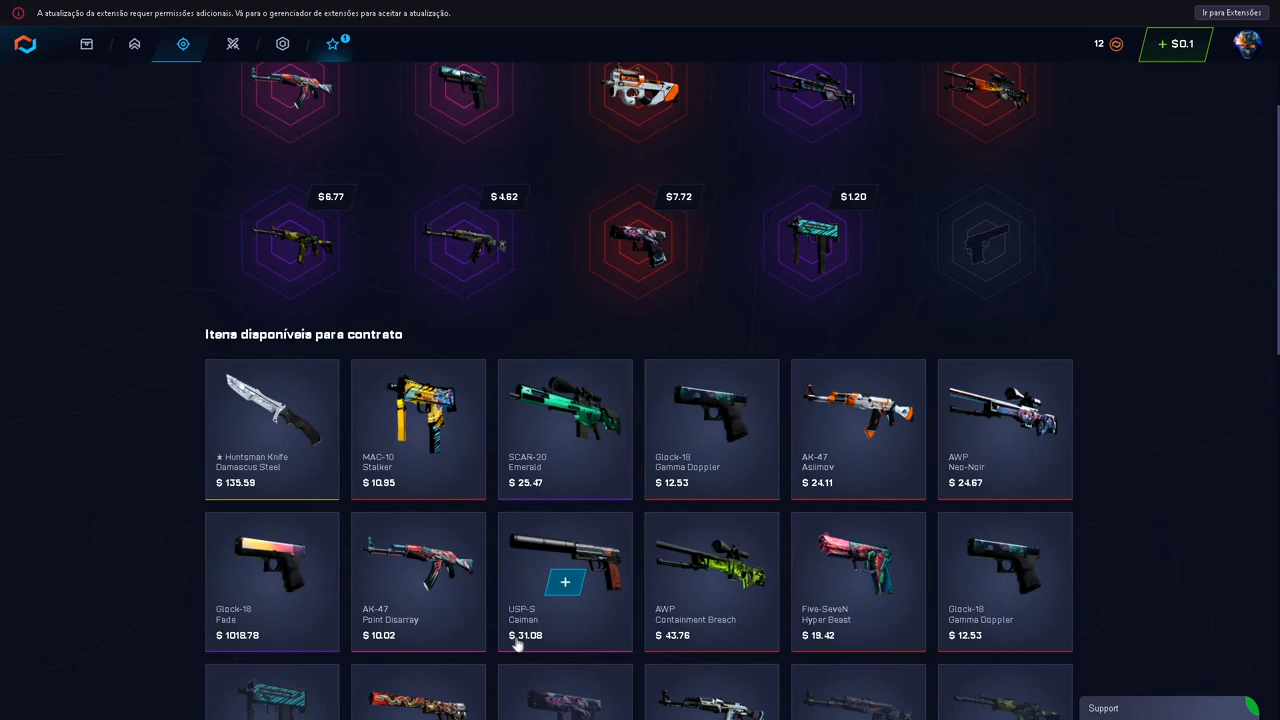 A atualização da extensão requer permissões adicionais. Vá para o gerenciador de extensões para aceitar a atualização.
Ir para Extensões
1
12
+ $0.1
$6.77
$4.62
$7.72
$1.20
Itens disponíveis para contrato
★ Huntsman Knife
Damascus Steel
$ 135.59
MAC-10
Stalker
$ 10.95
SCAR-20
Emerald
$ 25.47
Glock-18
Gamma Doppler
$ 12.53
AK-47
Asiimov
$ 24.11
AWP
Neo-Noir
$ 24.67
Glock-18
Fade
$ 1018.78
AK-47
Point Disarray
$ 10.02
+
USP-S
Caiman
$ 31.08
AWP
Containment Breach
$ 43.76
Five-SeveN
Hyper Beast
$ 19.42
Glock-18
Gamma Doppler
$ 12.53
Support